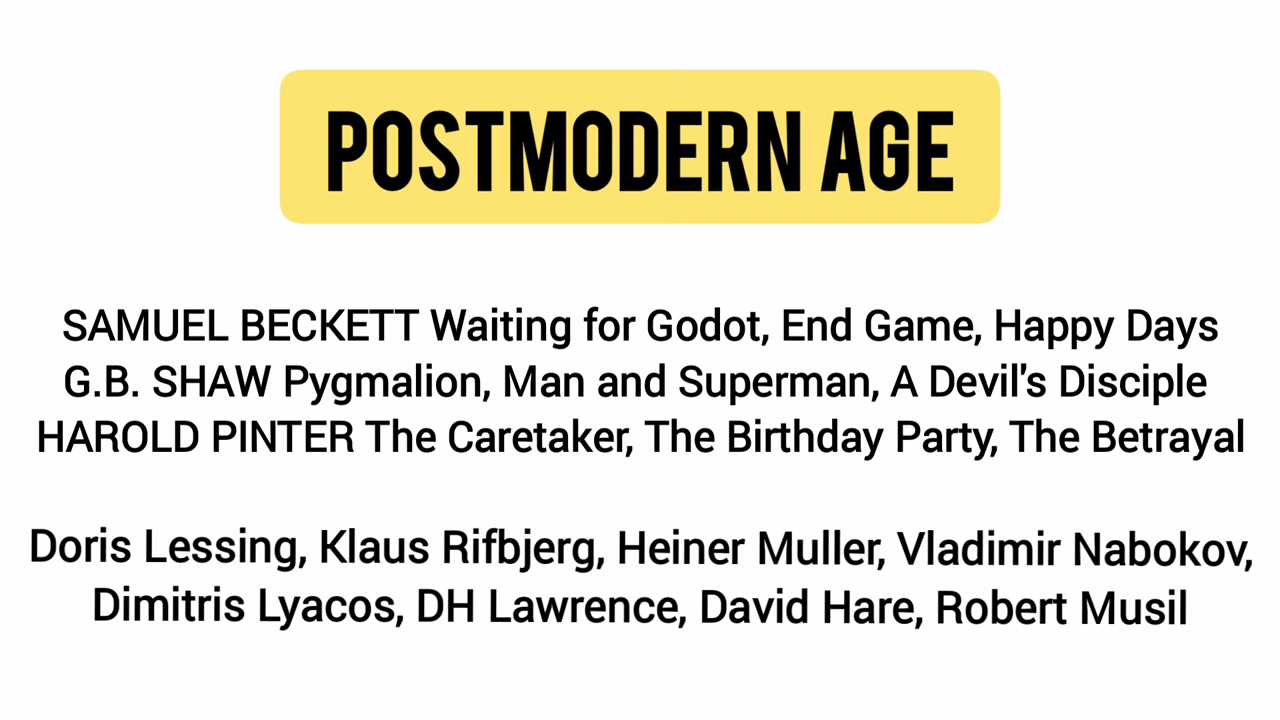 POSTMODERN AGE
SAMUEL BECKETT Waiting for Godot, End Game, Happy Days
G.B. SHAW Pygmalion, Man and Superman, A Devil's Disciple
HAROLD PINTER The Caretaker, The Birthday Party, The Betrayal
Doris Lessing, Klaus Rifbjerg, Heiner Muller, Vladimir Nabokov,
Dimitris Lyacos, DH Lawrence, David Hare, Robert Musil